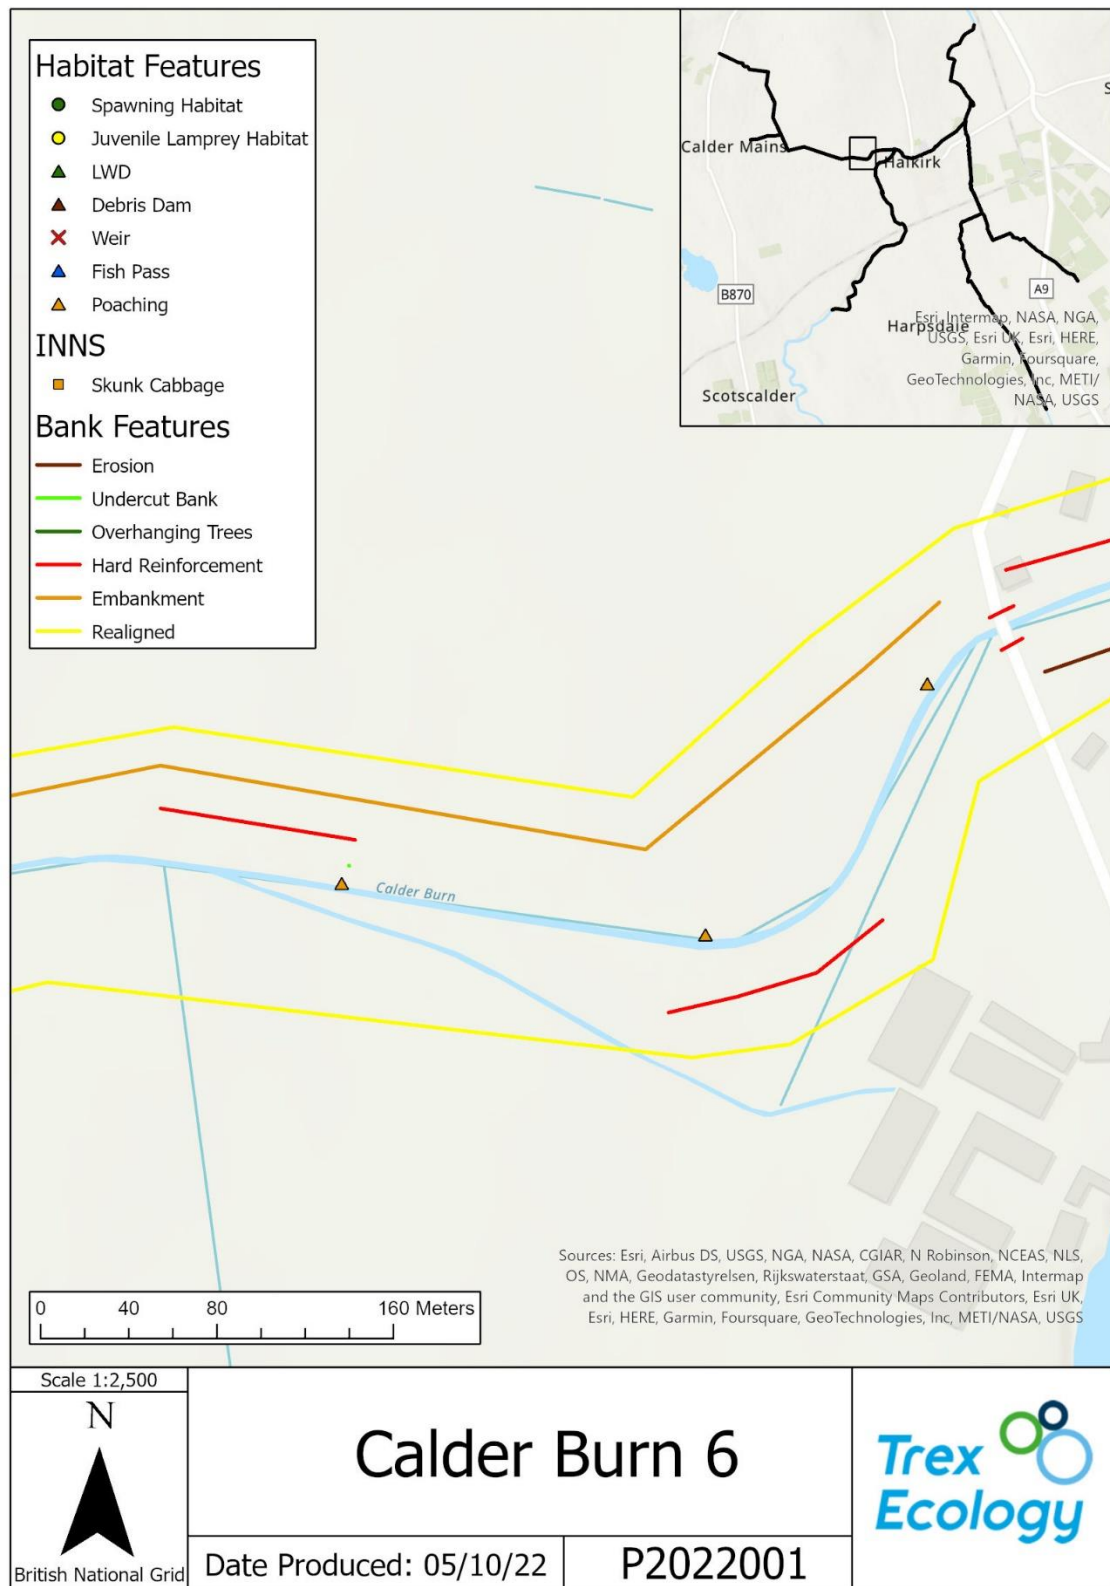 Habitat Features
Spawning Habitat
Juvenile Lamprey Habitat
LWD
Debris Dam
Weir
Fish Pass
Poaching
INNS
Skunk Cabbage
Bank Features
Erosion
Undercut Bank
Overhanging Trees
Hard Reinforcement
Embankment
Realigned
S
Calder Mains
Halkirk
B870
A9
Harpsdale
Scotscalder
Esri, Intermap, NASA, NGA,
USGS, Esri UK, Esri, HERE,
Garmin, Foursquare,
GeoTechnologies, Inc, METI/
NASA, USGS
Calder Burn
Sources: Esri, Airbus DS, USGS, NGA, NASA, CGIAR, N Robinson, NCEAS, NLS,
OS, NMA, Geodatastyrelsen, Rijkswaterstaat, GSA, Geoland, FEMA, Intermap
and the GIS user community, Esri Community Maps Contributors, Esri UK,
Esri, HERE, Garmin, Foursquare, GeoTechnologies, Inc, METI/NASA, USGS
0 40 80 160 Meters
Scale 1:2,500
N
British National Grid
Calder Burn 6
Date Produced: 05/10/22
P2022001
Trex
Ecology